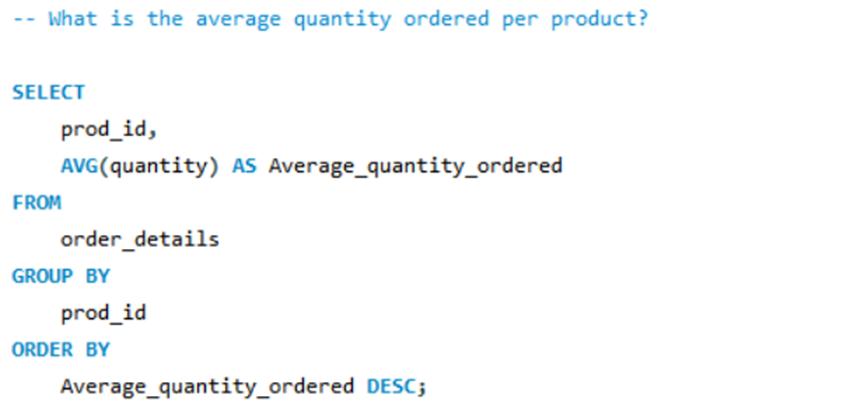 -- What is the average quantity ordered per product?
SELECT
prod_id,
AVG(quantity) AS Average_quantity_ordered
FROM
order_details
GROUP BY
prod_id
ORDER BY
Average_quantity_ordered DESC;